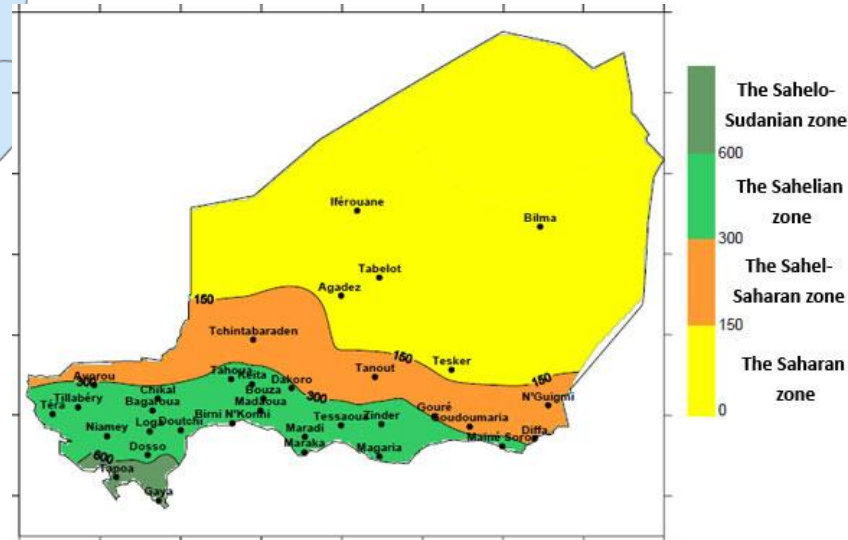 Iférouane
Bilma
Tabelot
Agadez
150
Tchintabaraden
150
Tanout
Tesker
150
Ayorou
300
Tahoua
Keita
Dakoro
Chikal
Bouza
300
N'Guigmi
Tillabéry
Téra
Bagaroua
Madaoua
Gouré
Loga
Doutchi
Birni N'Konni
Tessaoua
Zinder
Goudoumaria
Niamey
Maradi
Diffa
Dosso
Maraka
Magaria
Maïné Soroa
600
Tapoa
Gaya
The Sahelo-
Sudanian zone
600
The Sahelian
zone
300
The Sahel-
Saharan zone
150
The Saharan
zone
0